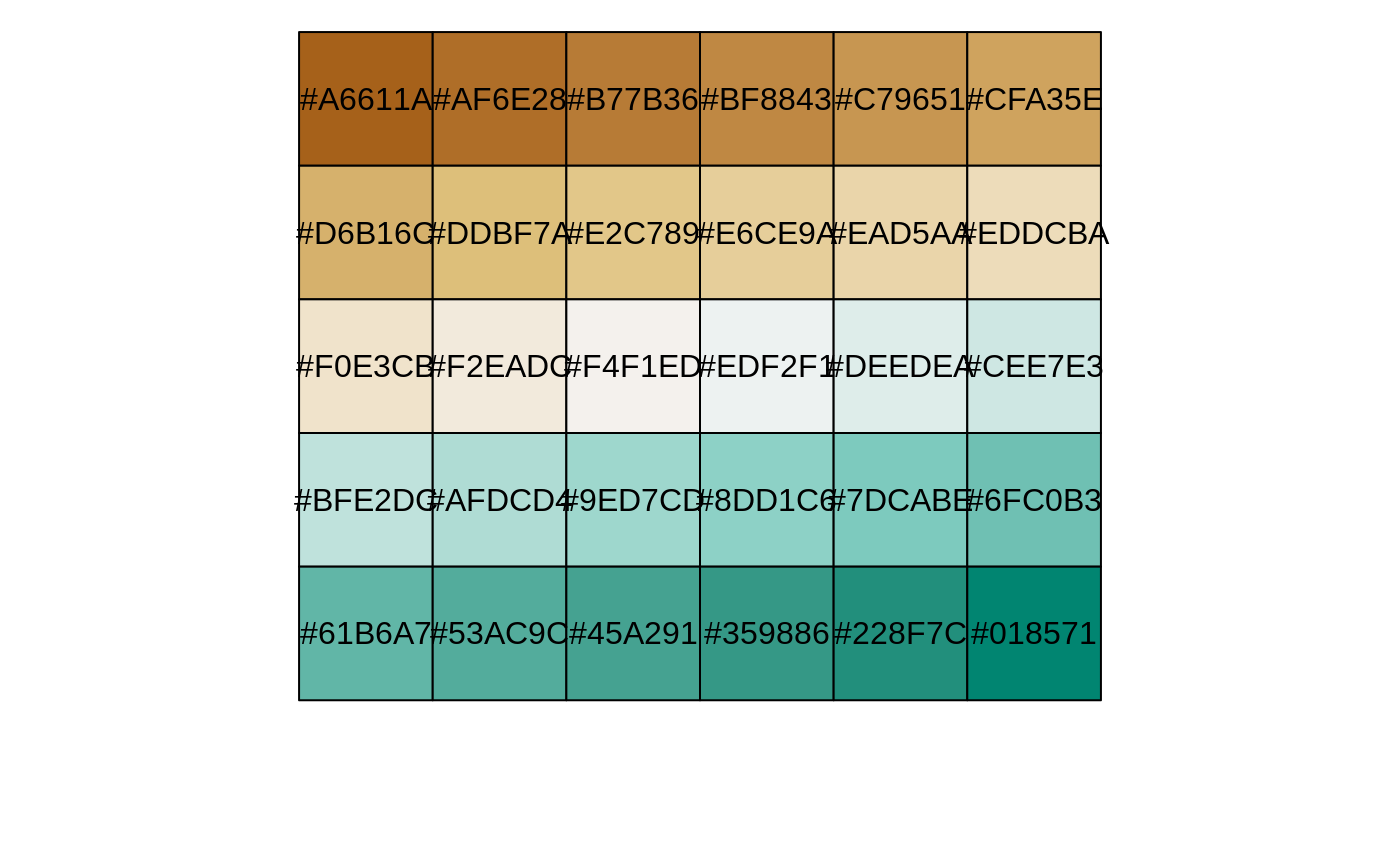 #A6611A #AF6E28 #B77B36 #BF8843 #C79651 #CFA35E
#D6B16C #DDBF7A #E2C789 #E6CE9A #EAD5AA #EDDCBA
#F0E3CB #F2EADC #F4F1ED #EDF2F1 #DEEDEA #CEE7E3
#BFE2DC #AFDCD4 #9ED7CD #8DD1C6 #7DCABE #6FC0B3
#61B6A7 #53AC9C #45A291 #359886 #228F7C #018571